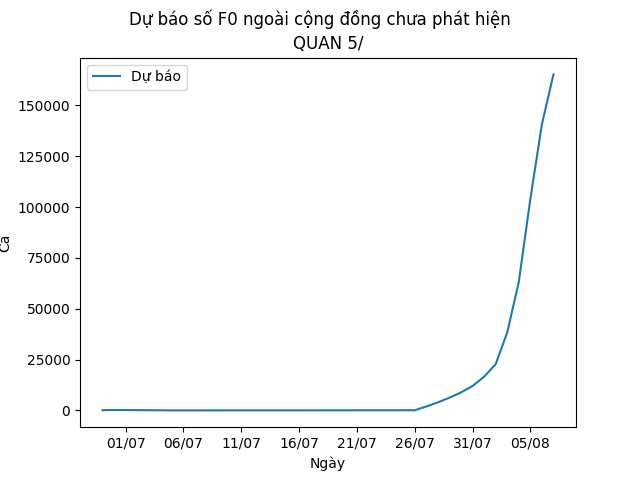 Dự báo số F0 ngoài cộng đồng chưa phát hiện
QUAN 5/
Dự báo
150000
125000
100000
75000
50000
25000
0
Ca
01/07 06/07 11/07 16/07 21/07 26/07 31/07 05/08
Ngày